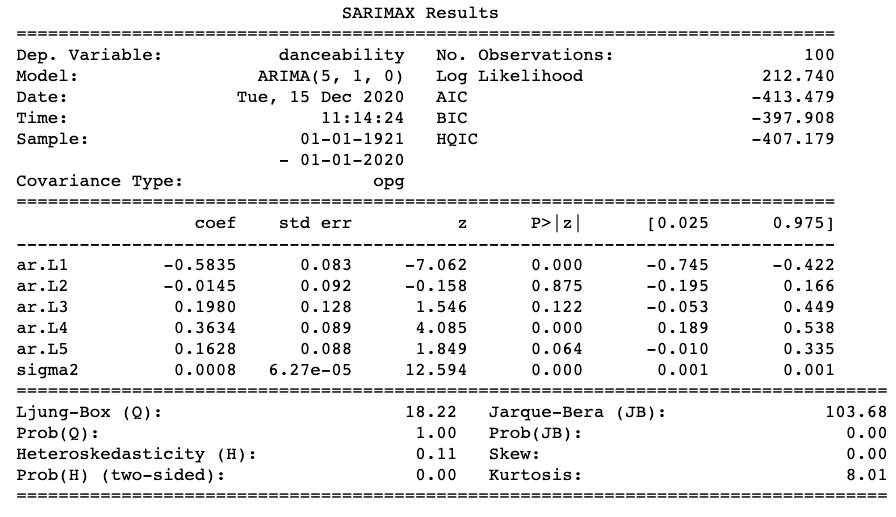 SARIMAX Results
==============================================================================
Dep. Variable:           danceability   No. Observations:                  100
Model:                 ARIMA(5, 1, 0)   Log Likelihood                 212.740
Date:                Tue, 15 Dec 2020   AIC                           -413.479
Time:                        11:14:24   BIC                           -397.908
Sample:                    01-01-1921   HQIC                          -407.179
                         - 01-01-2020
Covariance Type:                  opg
==============================================================================
                 coef    std err          z      P>|z|      [0.025      0.975]
------------------------------------------------------------------------------
ar.L1         -0.5835      0.083     -7.062      0.000      -0.745      -0.422
ar.L2         -0.0145      0.092     -0.158      0.875      -0.195       0.166
ar.L3          0.1980      0.128      1.546      0.122      -0.053       0.449
ar.L4          0.3634      0.089      4.085      0.000       0.189       0.538
ar.L5          0.1628      0.088      1.849      0.064      -0.010       0.335
sigma2         0.0008   6.27e-05     12.594      0.000       0.001       0.001
===================================================================================
Ljung-Box (Q):                       18.22   Jarque-Bera (JB):               103.68
Prob(Q):                              1.00   Prob(JB):                         0.00
Heteroskedasticity (H):               0.11   Skew:                             0.00
Prob(H) (two-sided):                  0.00   Kurtosis:                         8.01
===================================================================================